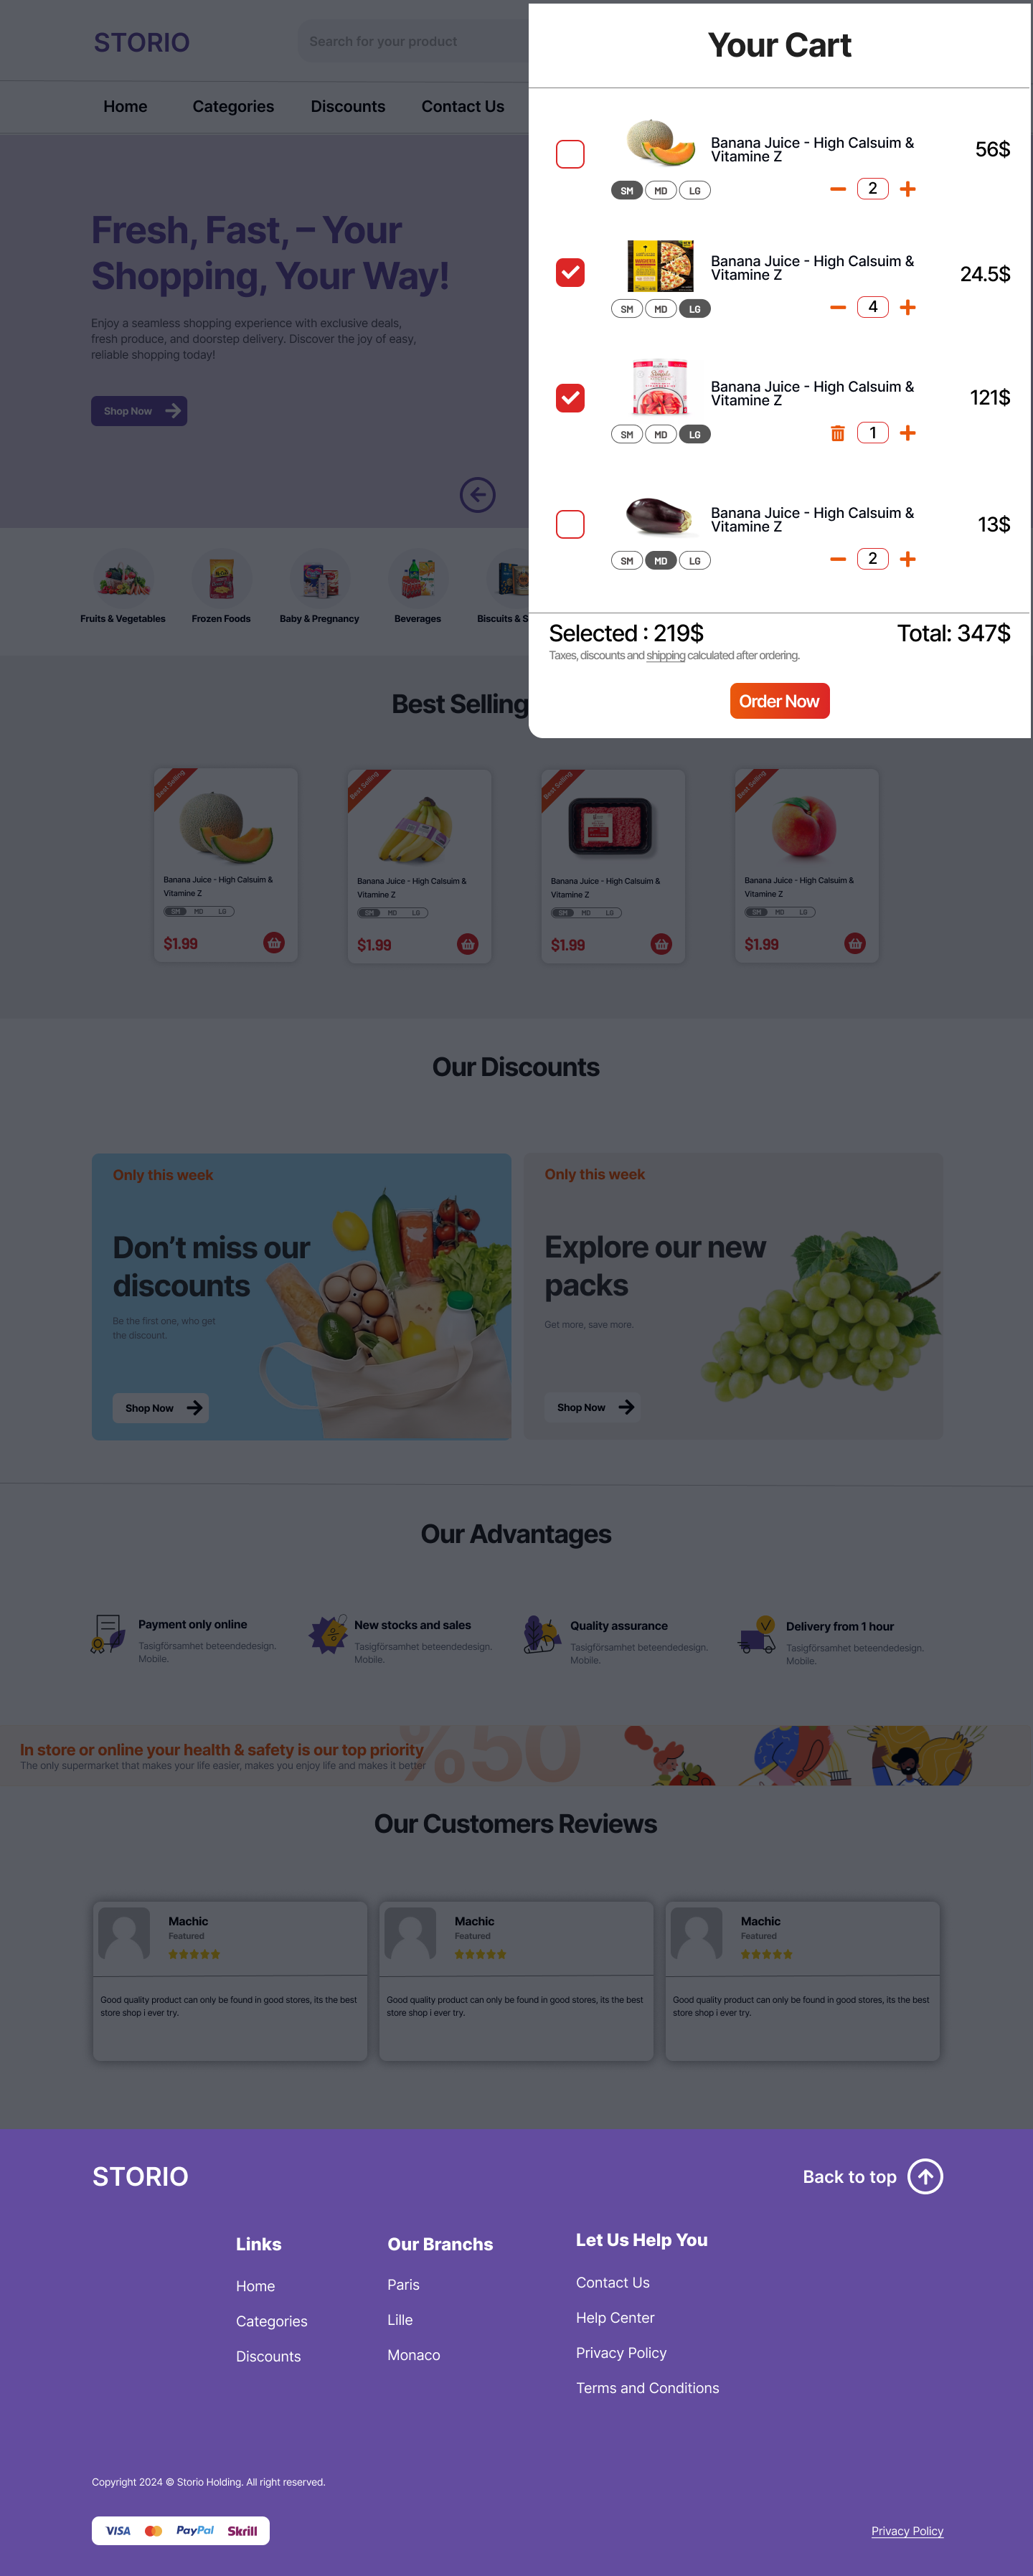 STORIO
Search for your product
Home
Categories
Discounts
Contact Us
Fresh, Fast, – Your
Shopping, Your Way!
Enjoy a seamless shopping experience with exclusive deals,
fresh produce, and doorstep delivery. Discover the joy of easy,
reliable shopping today!
Shop Now
Fruits & Vegetables
Frozen Foods
Baby & Pregnancy
Beverages
Biscuits & S
Your Cart
Banana Juice - High Calsuim &
Vitamine Z
56$
SM MD LG
2
Banana Juice - High Calsuim &
Vitamine Z
24.5$
SM MD LG
4
Banana Juice - High Calsuim &
Vitamine Z
121$
SM MD LG
1
Banana Juice - High Calsuim &
Vitamine Z
13$
SM MD LG
2
Selected : 219$
Total: 347$
Taxes, discounts and shipping calculated after ordering.
Order Now
Best Selling
Best Selling
Banana Juice - High Calsuim &
Vitamine Z
SM MD LG
$1.99
Best Selling
Banana Juice - High Calsuim &
Vitamine Z
SM MD LG
$1.99
Best Selling
Banana Juice - High Calsuim &
Vitamine Z
SM MD LG
$1.99
Best Selling
Banana Juice - High Calsuim &
Vitamine Z
SM MD LG
$1.99
Our Discounts
Only this week
Don't miss our
discounts
Be the first one, who get
the discount.
Shop Now
Only this week
Explore our new
packs
Get more, save more.
Shop Now
Our Advantages
Payment only online
Tasigförsamhet beteendedesign.
Mobile.
New stocks and sales
Tasigförsamhet beteendedesign.
Mobile.
Quality assurance
Tasigförsamhet beteendedesign.
Mobile.
Delivery from 1 hour
Tasigförsamhet beteendedesign.
Mobile.
In store or online your health & safety is our top priority
The only supermarket that makes your life easier, makes you enjoy life and makes it better
%50
Our Customers Reviews
Machic
Featured
Good quality product can only be found in good stores, its the best
store shop i ever try.
Machic
Featured
Good quality product can only be found in good stores, its the best
store shop i ever try.
Machic
Featured
Good quality product can only be found in good stores, its the best
store shop i ever try.
STORIO
Back to top
Links
Home
Categories
Discounts
Our Branchs
Paris
Lille
Monaco
Let Us Help You
Contact Us
Help Center
Privacy Policy
Terms and Conditions
Copyright 2024 © Storio Holding. All right reserved.
VISA PayPal Skrill
Privacy Policy